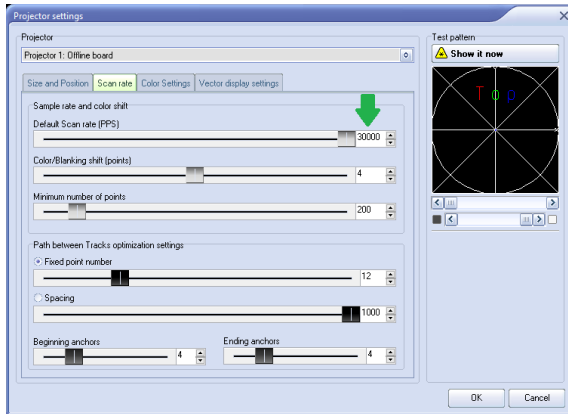 Projector settings
Projector
Projector 1: Offline board
Size and Position Scan rate Color Settings Vector display settings
Sample rate and color shift
Default Scan rate (PPS)
30000
Color/Blanking shift (points)
4
Minimum number of points
200
Path between Tracks optimization settings
Fixed point number
12
Spacing
1000
Beginning anchors
4
Ending anchors
4
Test pattern
Show it now
Top
OK Cancel